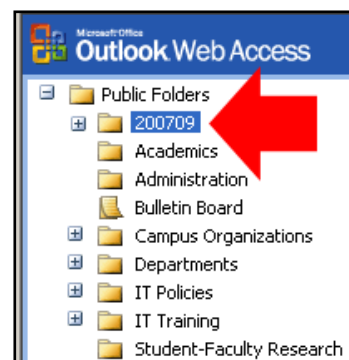 Microsoft Office
Outlook Web Access
Public Folders
200709
Academics
Administration
Bulletin Board
Campus Organizations
Departments
IT Policies
IT Training
Student-Faculty Research